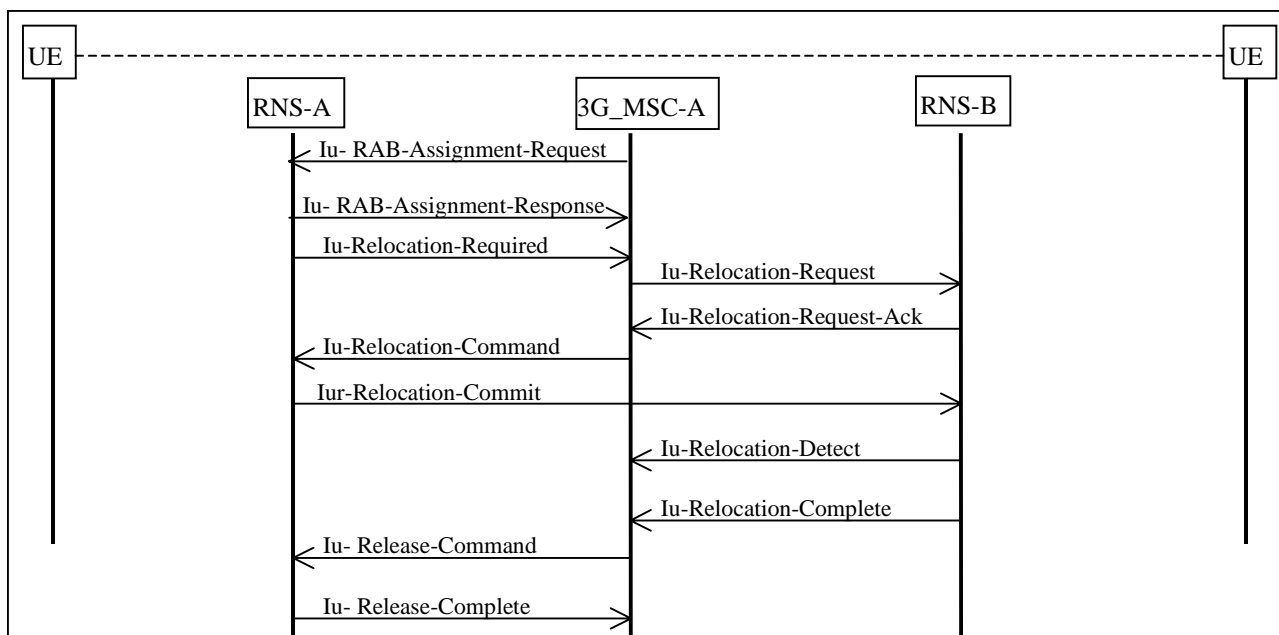 UE
UE
RNS-A
3G_MSC-A
RNS-B
Iu- RAB-Assignment-Request
Iu- RAB-Assignment-Response
Iu-Relocation-Required
Iu-Relocation-Request
Iu-Relocation-Request-Ack
Iu-Relocation-Command
Iur-Relocation-Commit
Iu-Relocation-Detect
Iu-Relocation-Complete
Iu- Release-Command
Iu- Release-Complete